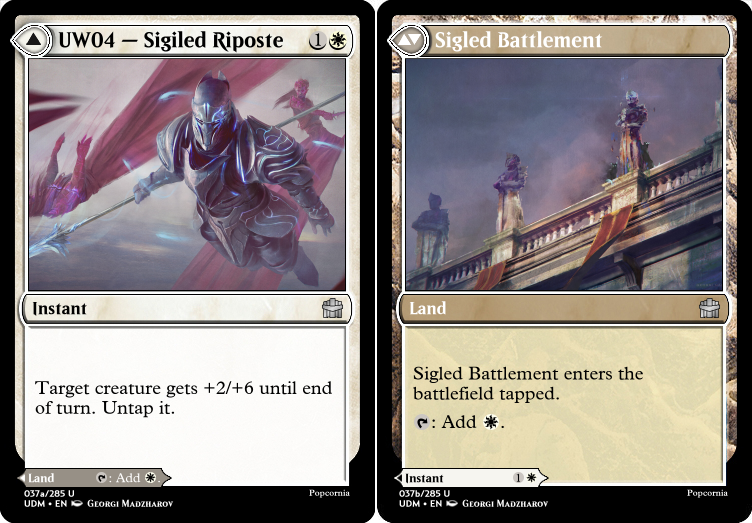 UW04 — Sigiled Riposte 1
Instant
Target creature gets +2/+6 until end
of turn. Untap it.
Land : Add .
037a/285 U
UDM • EN Georgi Madzharov
Popcornia
Sigled Battlement
Land
Sigled Battlement enters the
battlefield tapped.
: Add .
Instant 1
037b/285 U
UDM • EN Georgi Madzharov
Popcornia